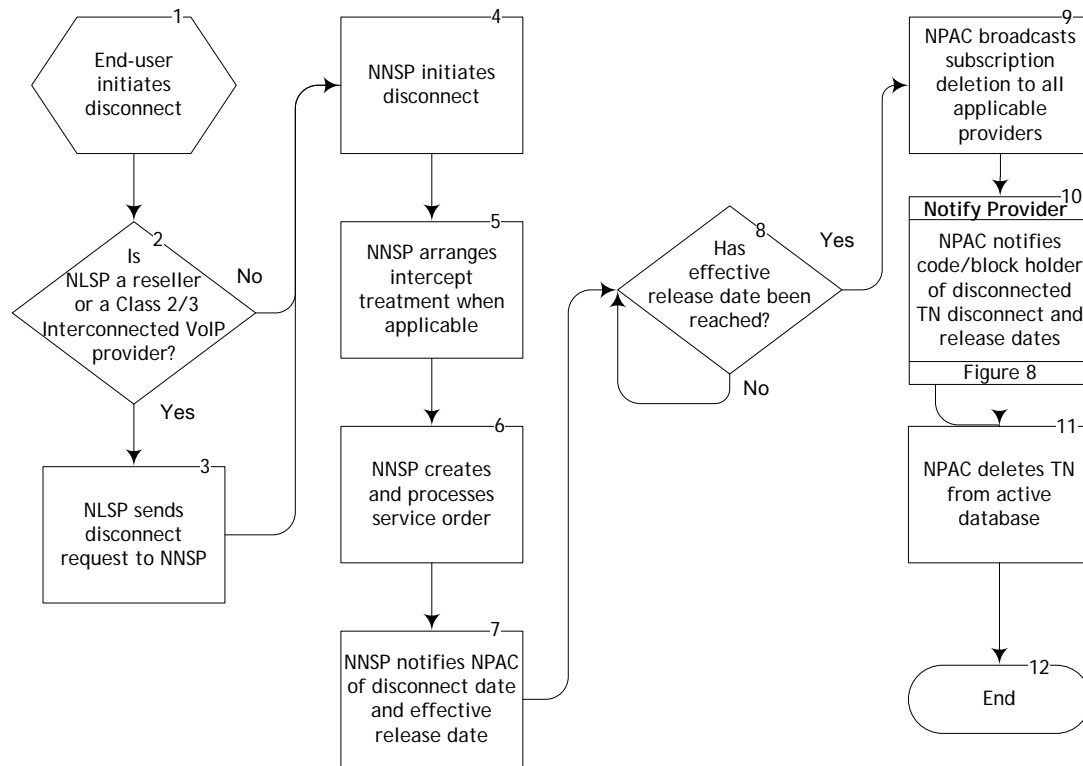 1
End-user
initiates
disconnect
2
Is
NLSP a reseller
or a Class 2/3
Interconnected VoIP
provider?
No
Yes
3
NLSP sends
disconnect
request to NNSP
4
NNSP initiates
disconnect
5
NNSP arranges
intercept
treatment when
applicable
6
NNSP creates
and processes
service order
7
NNSP notifies NPAC
of disconnect date
and effective
release date
8
Has
effective
release date been
reached?
Yes
No
9
NPAC broadcasts
subscription
deletion to all
applicable
providers
10
Notify Provider
NPAC notifies
code/block holder
of disconnected
TN disconnect and
release dates
Figure 8
11
NPAC deletes TN
from active
database
12
End